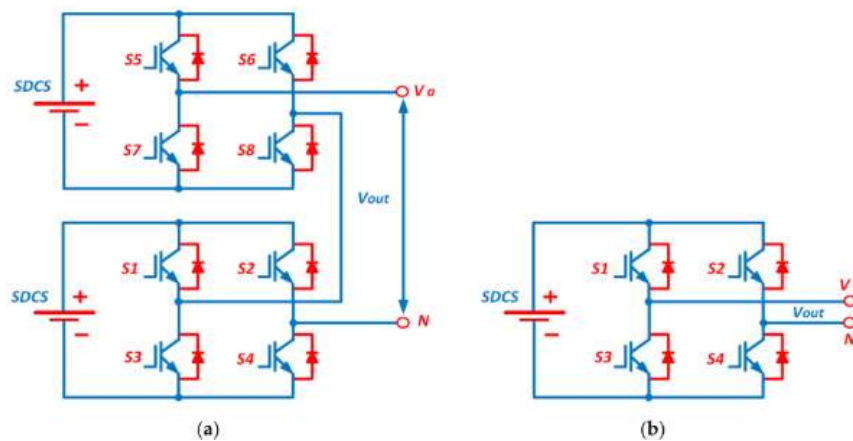 S5 S6
SDCS + Va
−
S7 S8
Vout
S1 S2
SDCS +
− N
S3 S4
(a)
S1 S2
SDCS + V
− Vout
N
S3 S4
(b)